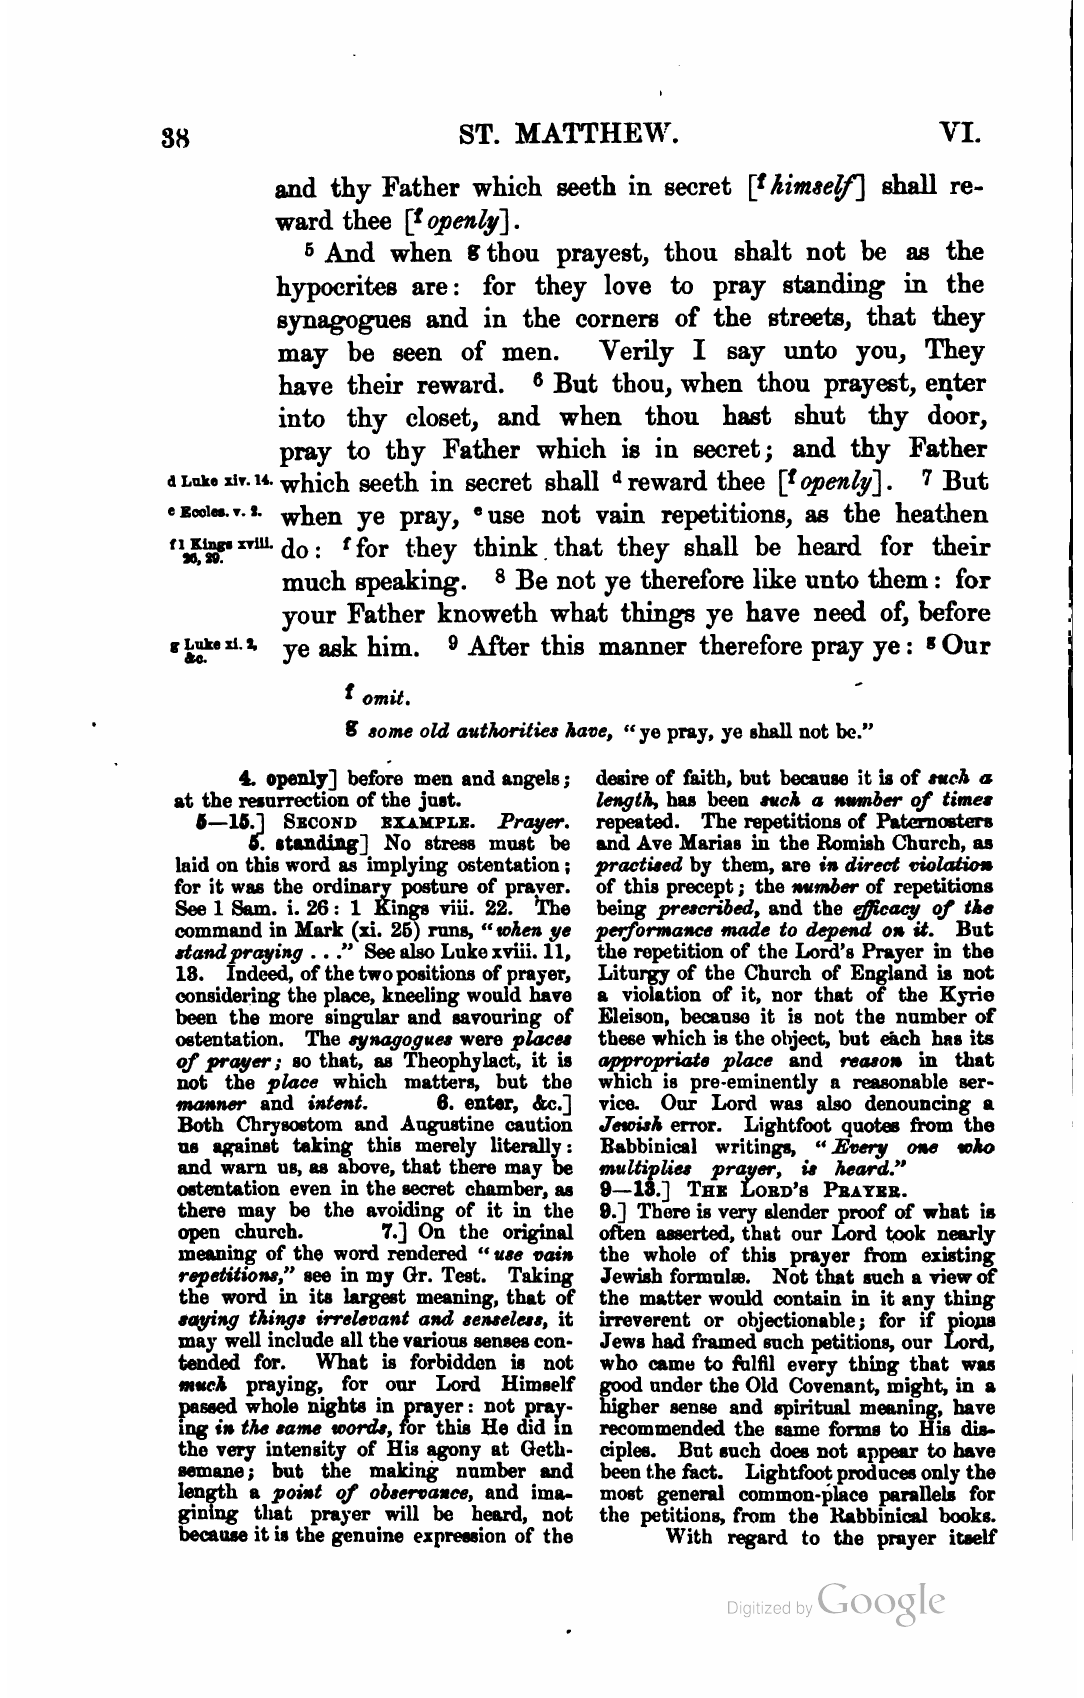 38 ST. MATTHEW. VI.
and thy Father which seeth in secret [f himself] shall re-
ward thee [f openly].
5 And when g thou prayest, thou shalt not be as the
hypocrites are: for they love to pray standing in the
synagogues and in the corners of the streets, that they
may be seen of men. Verily I say unto you, They
have their reward. 6 But thou, when thou prayest, enter
into thy closet, and when thou hast shut thy door,
pray to thy Father which is in secret; and thy Father
d Luke xiv. 14. which seeth in secret shall d reward thee [f openly]. 7 But
e Eccles. v. 2. when ye pray, e use not vain repetitions, as the heathen
f 1 Kings xviii. 26, 29. do: f for they think that they shall be heard for their
much speaking. 8 Be not ye therefore like unto them: for
your Father knoweth what things ye have need of, before
g Luke xi. 2, &c. ye ask him. 9 After this manner therefore pray ye: g Our
f omit.
g some old authorities have, "ye pray, ye shall not be."
4. openly] before men and angels;
at the resurrection of the just.
5—15.] SECOND EXAMPLE. Prayer.
5. standing] No stress must be
laid on this word as implying ostentation;
for it was the ordinary posture of prayer.
See 1 Sam. i. 26: 1 Kings viii. 22. The
command in Mark (xi. 25) runs, "when ye
stand praying . . ." See also Luke xviii. 11,
13. Indeed, of the two positions of prayer,
considering the place, kneeling would have
been the more singular and savouring of
ostentation. The synagogues were places
of prayer; so that, as Theophylact, it is
not the place which matters, but the
manner and intent. 6. enter, &c.]
Both Chrysostom and Augustine caution
us against taking this merely literally:
and warn us, as above, that there may be
ostentation even in the secret chamber, as
there may be the avoiding of it in the
open church. 7.] On the original
meaning of the word rendered "use vain
repetitions," see in my Gr. Test. Taking
the word in its largest meaning, that of
saying things irrelevant and senseless, it
may well include all the various senses con-
tended for. What is forbidden is not
much praying, for our Lord Himself
passed whole nights in prayer: not pray-
ing in the same words, for this He did in
the very intensity of His agony at Geth-
semane; but the making number and
length a point of observance, and ima-
gining that prayer will be heard, not
because it is the genuine expression of the
desire of faith, but because it is of such a
length, has been such a number of times
repeated. The repetitions of Paternosters
and Ave Marias in the Romish Church, as
practised by them, are in direct violation
of this precept; the number of repetitions
being prescribed, and the efficacy of the
performance made to depend on it. But
the repetition of the Lord's Prayer in the
Liturgy of the Church of England is not
a violation of it, nor that of the Kyrie
Eleison, because it is not the number of
these which is the object, but each has its
appropriate place and reason in that
which is pre-eminently a reasonable ser-
vice. Our Lord was also denouncing a
Jewish error. Lightfoot quotes from the
Rabbinical writings, "Every one who
multiplies prayer, is heard."
9—13.] THE LORD'S PRAYER.
9.] There is very slender proof of what is
often asserted, that our Lord took nearly
the whole of this prayer from existing
Jewish formulæ. Not that such a view of
the matter would contain in it any thing
irreverent or objectionable; for if pious
Jews had framed such petitions, our Lord,
who came to fulfil every thing that was
good under the Old Covenant, might, in a
higher sense and spiritual meaning, have
recommended the same forms to His dis-
ciples. But such does not appear to have
been the fact. Lightfoot produces only the
most general common-place parallels for
the petitions, from the Rabbinical books.
With regard to the prayer itself
Digitized by Google